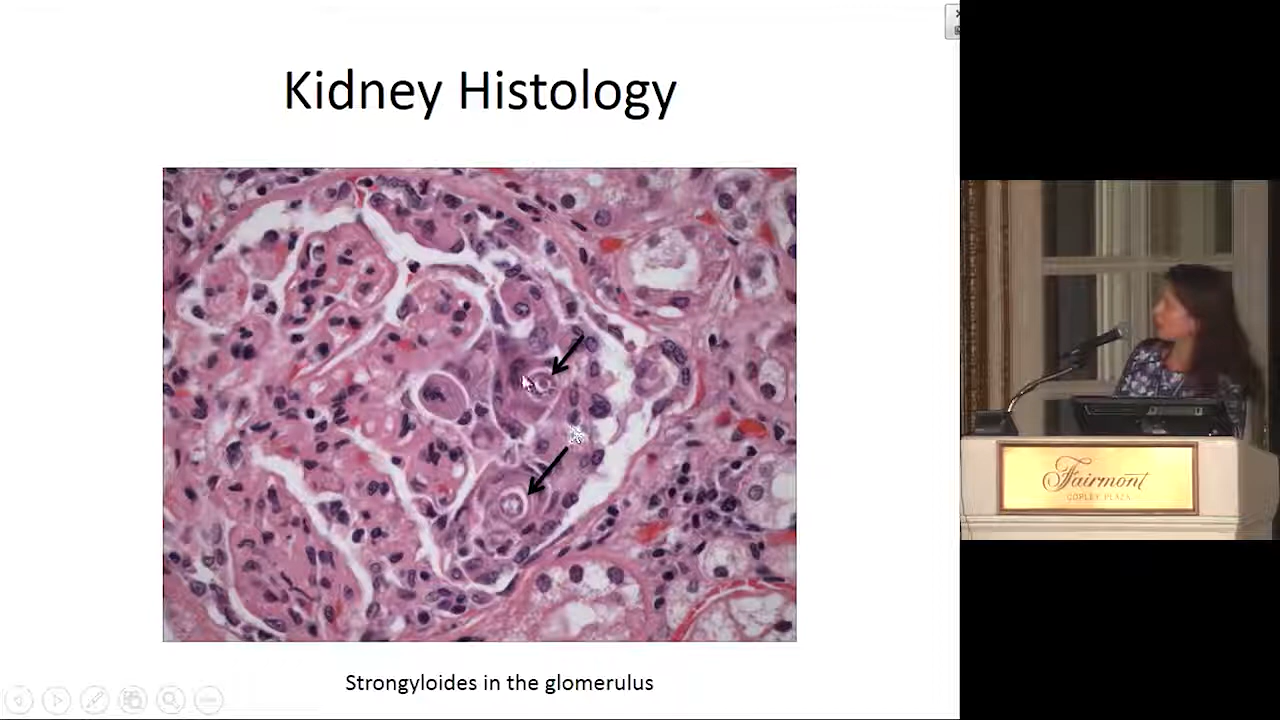 Kidney Histology
Strongyloides in the glomerulus
Fairmont
COPLEY PLAZA